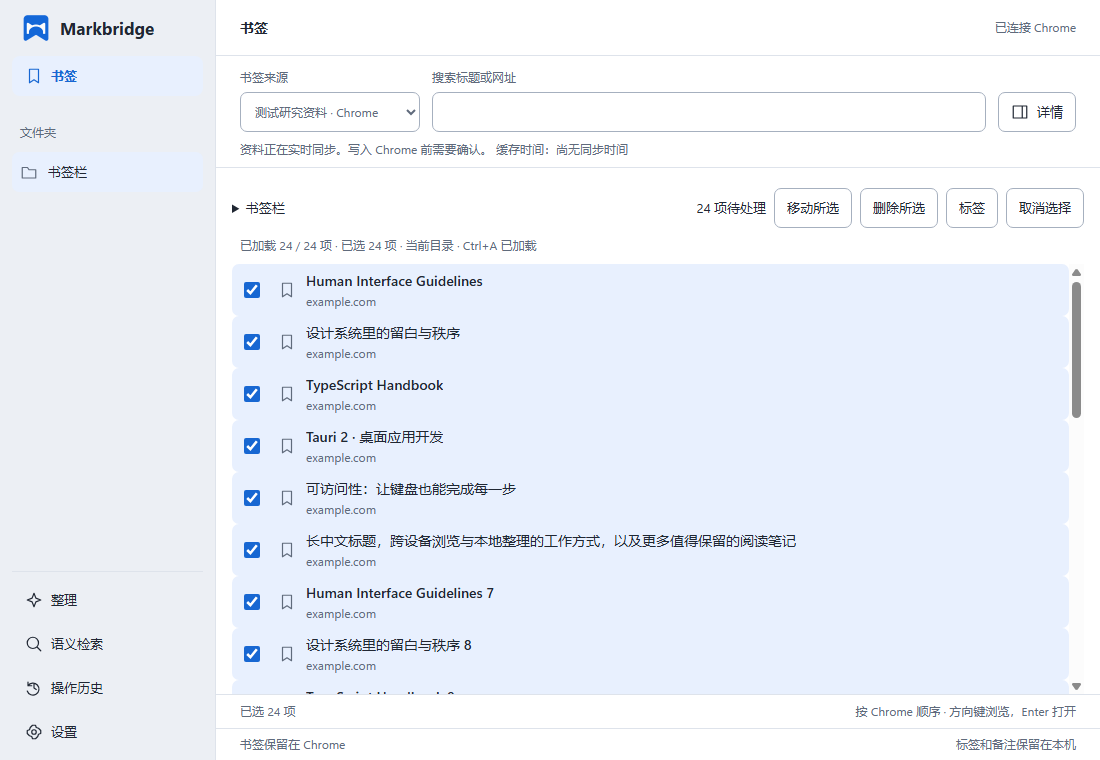 Markbridge
书签
文件夹
书签栏
整理
语义检索
操作历史
设置
书签
已连接 Chrome
书签来源
搜索标题或网址
测试研究资料 · Chrome
详情
资料正在实时同步。写入 Chrome 前需要确认。 缓存时间：尚无同步时间
书签栏
24 项待处理
移动所选
删除所选
标签
取消选择
已加载 24 / 24 项 · 已选 24 项 · 当前目录 · Ctrl+A 已加载
Human Interface Guidelines
example.com
设计系统里的留白与秩序
example.com
TypeScript Handbook
example.com
Tauri 2 · 桌面应用开发
example.com
可访问性：让键盘也能完成每一步
example.com
长中文标题，跨设备浏览与本地整理的工作方式，以及更多值得保留的阅读笔记
example.com
Human Interface Guidelines 7
example.com
设计系统里的留白与秩序 8
example.com
已选 24 项
按 Chrome 顺序 · 方向键浏览，Enter 打开
书签保留在 Chrome
标签和备注保留在本机